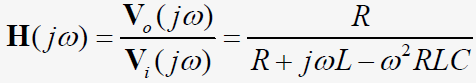 H(jω) = V_o(jω) / V_i(jω) = R / (R + jωL − ω²RLC)